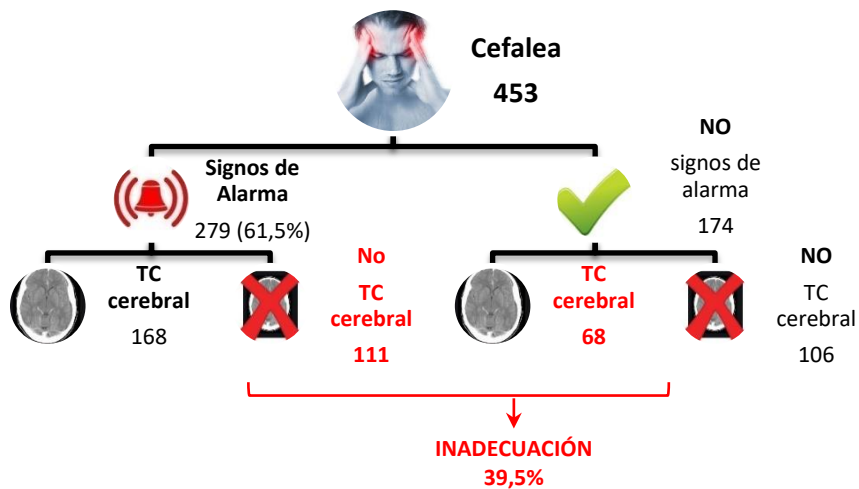 Cefalea
453
Signos de
Alarma
279 (61,5%)
NO
signos de
alarma
174
TC
cerebral
168
No
TC
cerebral
111
TC
cerebral
68
NO
TC
cerebral
106
INADECUACIÓN
39,5%